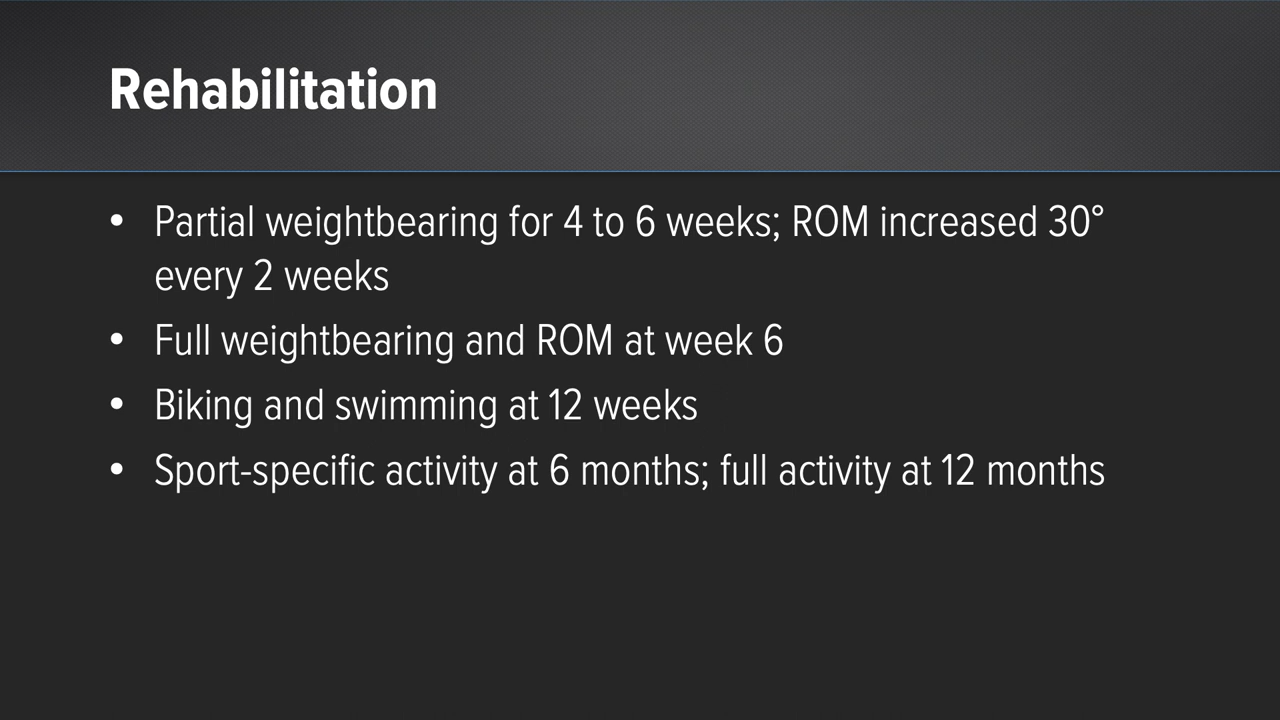 Rehabilitation
• Partial weightbearing for 4 to 6 weeks; ROM increased 30°
every 2 weeks
• Full weightbearing and ROM at week 6
• Biking and swimming at 12 weeks
• Sport-specific activity at 6 months; full activity at 12 months